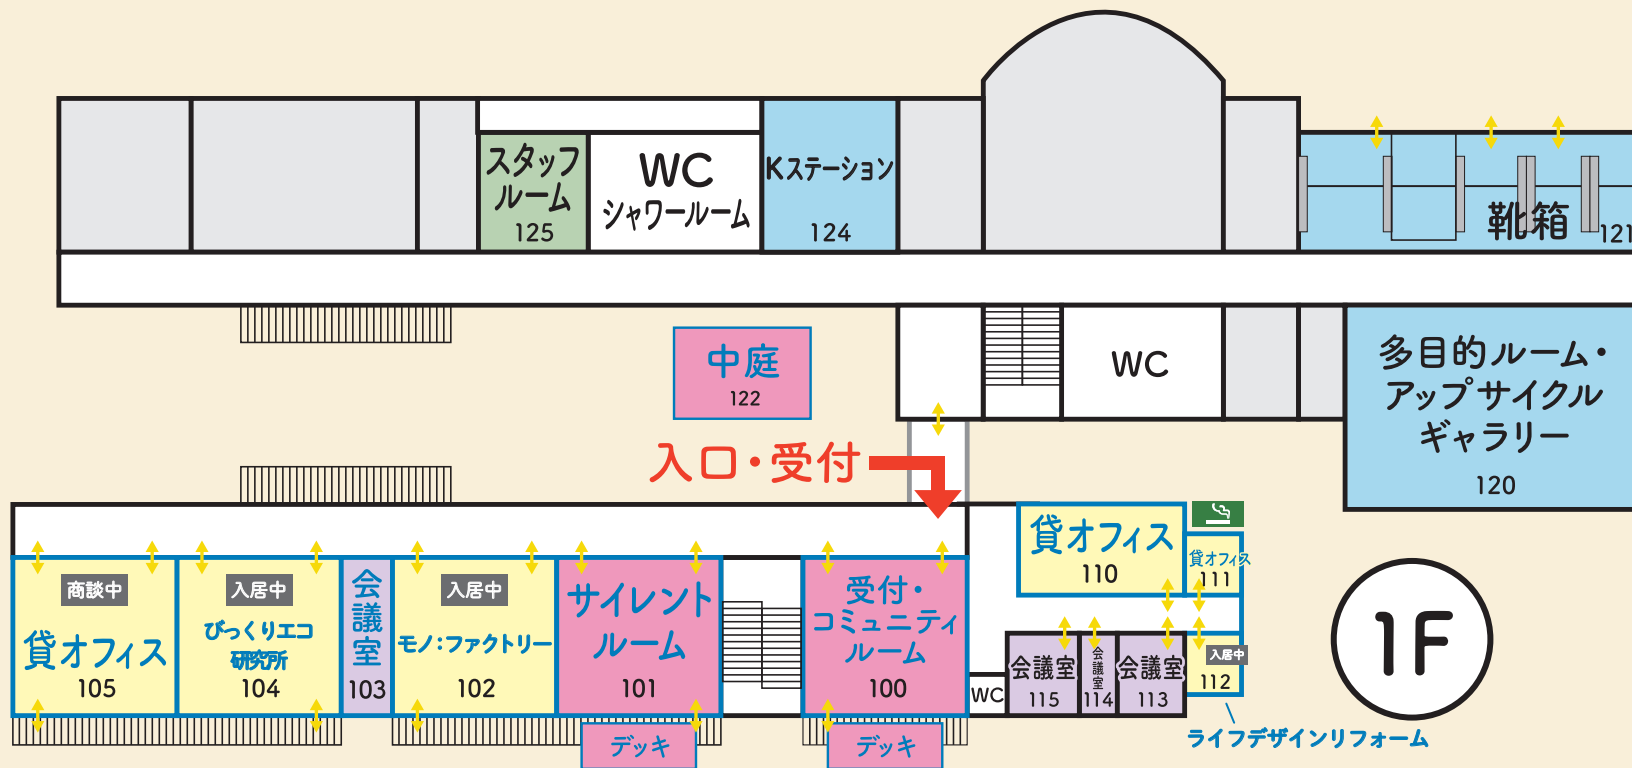 スタッフ
ルーム
125
WC
シャワールーム
Kステーション
124
靴箱
121
中庭
122
WC
多目的ルーム・
アップサイクル
ギャラリー
120
入口・受付
商談中
貸オフィス
105
入居中
びっくりエコ
研究所
104
会
議
室
103
入居中
モノ:ファクトリー
102
サイレント
ルーム
101
受付・
コミュニティ
ルーム
100
デッキ
デッキ
WC
貸オフィス
110
貸オフィス
111
会議室
115
会
議
室
114
会議室
113
入居中
112
ライフデザインリフォーム
1F